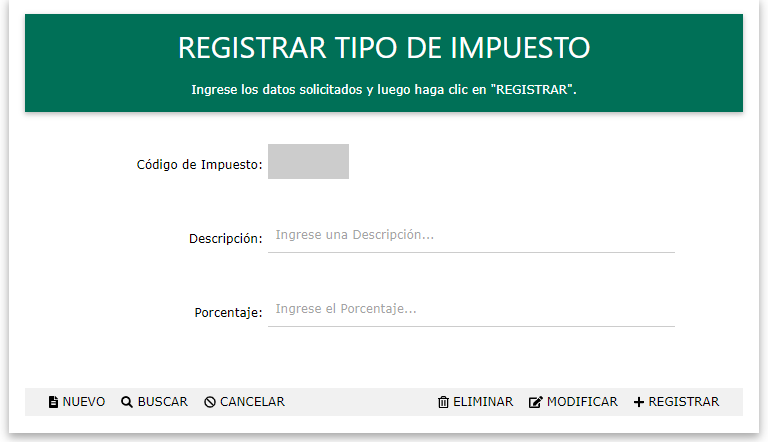 REGISTRAR TIPO DE IMPUESTO
Ingrese los datos solicitados y luego haga clic en "REGISTRAR".
Código de Impuesto:
Descripción: Ingrese una Descripción...
Porcentaje: Ingrese el Porcentaje...
NUEVO BUSCAR CANCELAR ELIMINAR MODIFICAR REGISTRAR